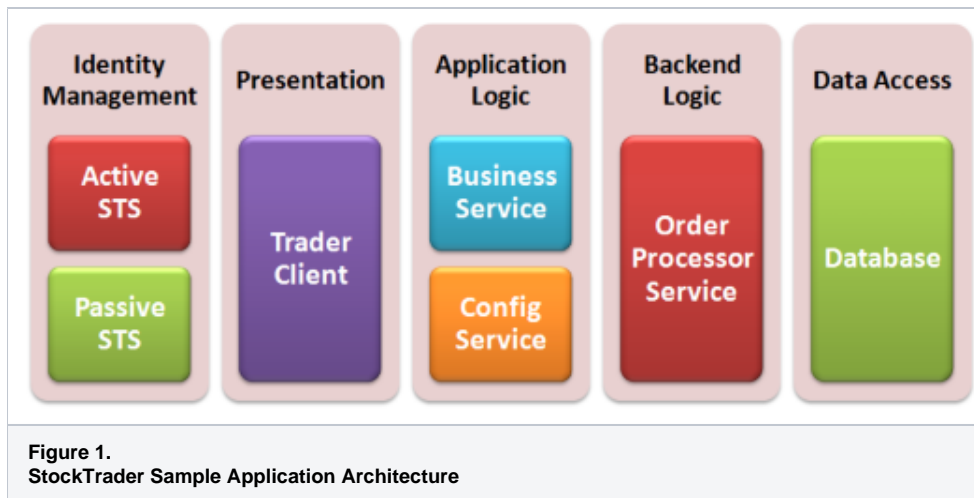 Identity
Management
Active
STS
Passive
STS
Presentation
Trader
Client
Application
Logic
Business
Service
Config
Service
Backend
Logic
Order
Processor
Service
Data Access
Database
Figure 1.
StockTrader Sample Application Architecture